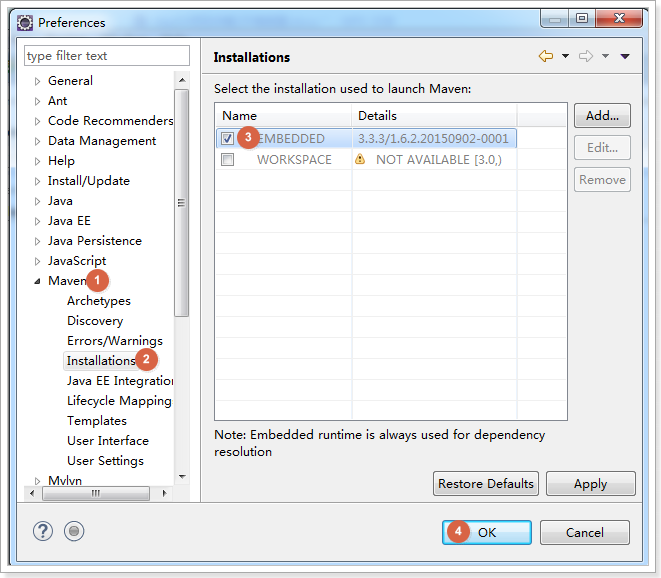 Preferences
type filter text
General
Ant
Code Recommenders
Data Management
Help
Install/Update
Java
Java EE
Java Persistence
JavaScript
Maven 1
Archetypes
Discovery
Errors/Warnings
Installations 2
Java EE Integration
Lifecycle Mapping
Templates
User Interface
User Settings
Mylyn
Installations
Select the installation used to launch Maven:
Name Details
3 EMBEDDED 3.3.3/1.6.2.20150902-0001
WORKSPACE NOT AVAILABLE [3.0,)
Add...
Edit...
Remove
Note: Embedded runtime is always used for dependency
resolution
Restore Defaults Apply
? 4 OK Cancel